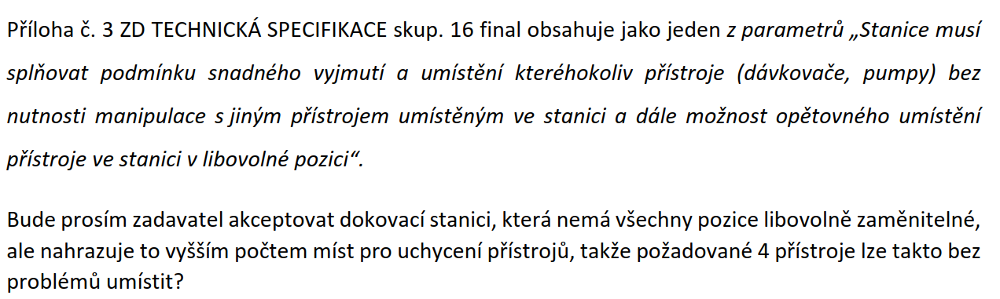 Příloha č. 3 ZD TECHNICKÁ SPECIFIKACE skup. 16 final obsahuje jako jeden z parametrů „Stanice musí
splňovat podmínku snadného vyjmutí a umístění kteréhokoliv přístroje (dávkovače, pumpy) bez
nutnosti manipulace s jiným přístrojem umístěným ve stanici a dále možnost opětovného umístění
přístroje ve stanici v libovolné pozici“.
Bude prosím zadavatel akceptovat dokovací stanici, která nemá všechny pozice libovolně zaměnitelné,
ale nahrazuje to vyšším počtem míst pro uchycení přístrojů, takže požadované 4 přístroje lze takto bez
problémů umístit?